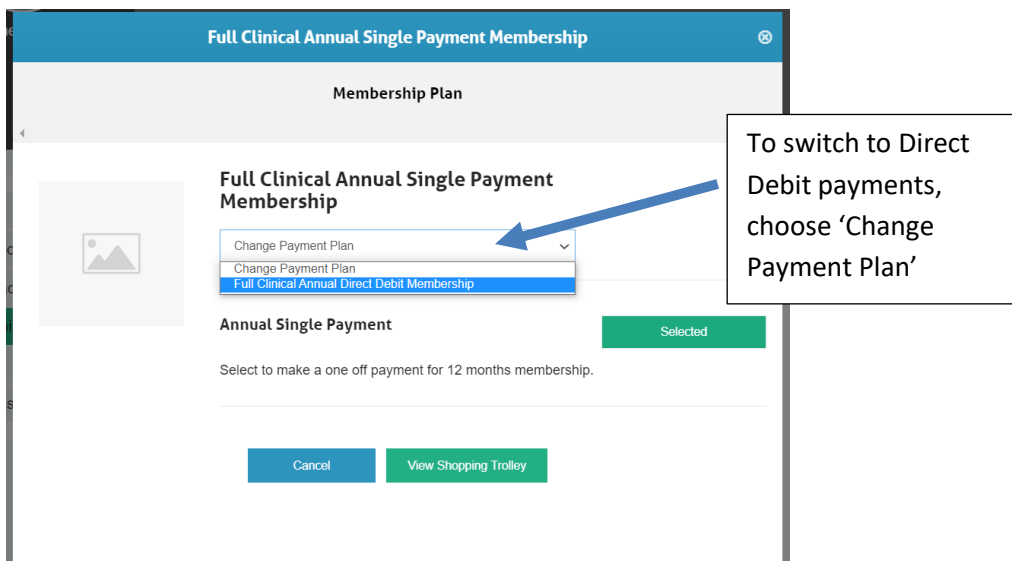 Full Clinical Annual Single Payment Membership
Membership Plan
Full Clinical Annual Single Payment
Membership
Change Payment Plan
Change Payment Plan
Full Clinical Annual Direct Debit Membership
Annual Single Payment
Selected
Select to make a one off payment for 12 months membership.
Cancel
View Shopping Trolley
To switch to Direct
Debit payments,
choose ‘Change
Payment Plan’